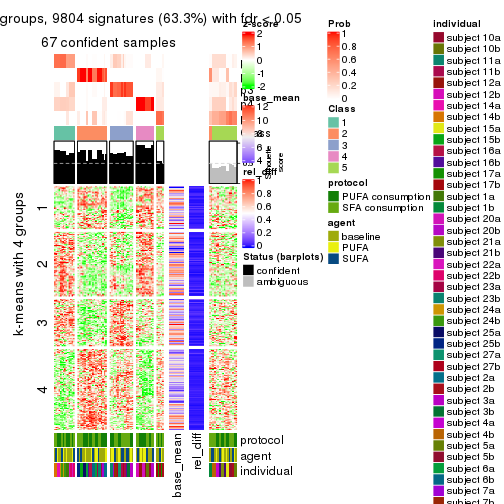 groups, 9804 signatures (63.3%) with fdr < 0.05
67 confident samples
k-means with 4 groups
1
2
3
4
protocol
agent
individual
base_mean
rel_diff
z-score
2
1
0
-1
-2
base_mean
12
10
8
6
4
Silhouette
score
rel_diff
1
0.8
0.6
0.4
0.2
0
Status (barplots)
confident
ambiguous
Prob
1
0.8
0.6
0.4
0.2
0
Class
1
2
3
4
5
protocol
PUFA consumption
SFA consumption
agent
baseline
PUFA
SUFA
individual
subject 10a
subject 10b
subject 11a
subject 11b
subject 12a
subject 12b
subject 14a
subject 14b
subject 15a
subject 15b
subject 16a
subject 16b
subject 17a
subject 17b
subject 1a
subject 1b
subject 20a
subject 20b
subject 21a
subject 21b
subject 22a
subject 22b
subject 23a
subject 23b
subject 24a
subject 24b
subject 25a
subject 25b
subject 27a
subject 27b
subject 2a
subject 2b
subject 3a
subject 3b
subject 4a
subject 4b
subject 5a
subject 5b
subject 6a
subject 6b
subject 7a
subject 7b